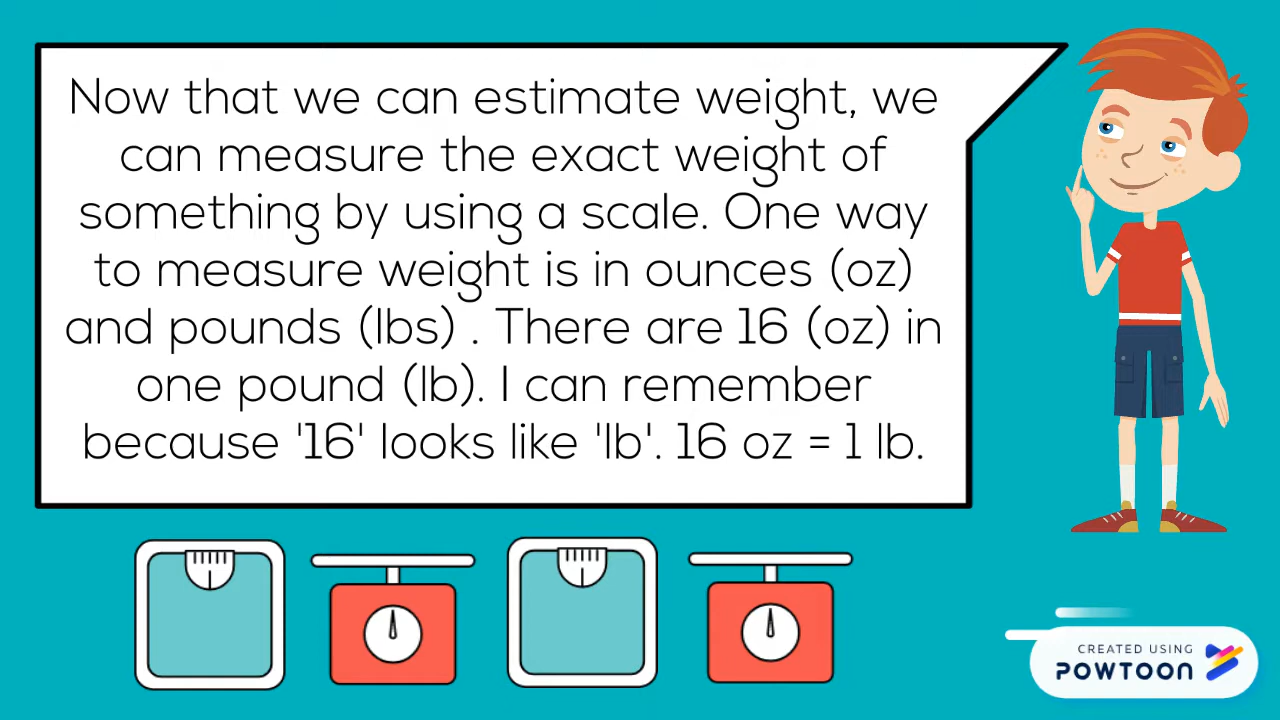 Now that we can estimate weight, we
can measure the exact weight of
something by using a scale. One way
to measure weight is in ounces (oz)
and pounds (lbs) . There are 16 (oz) in
one pound (lb). I can remember
because '16' looks like 'lb'. 16 oz = 1 lb.
CREATED USING
POWTOON